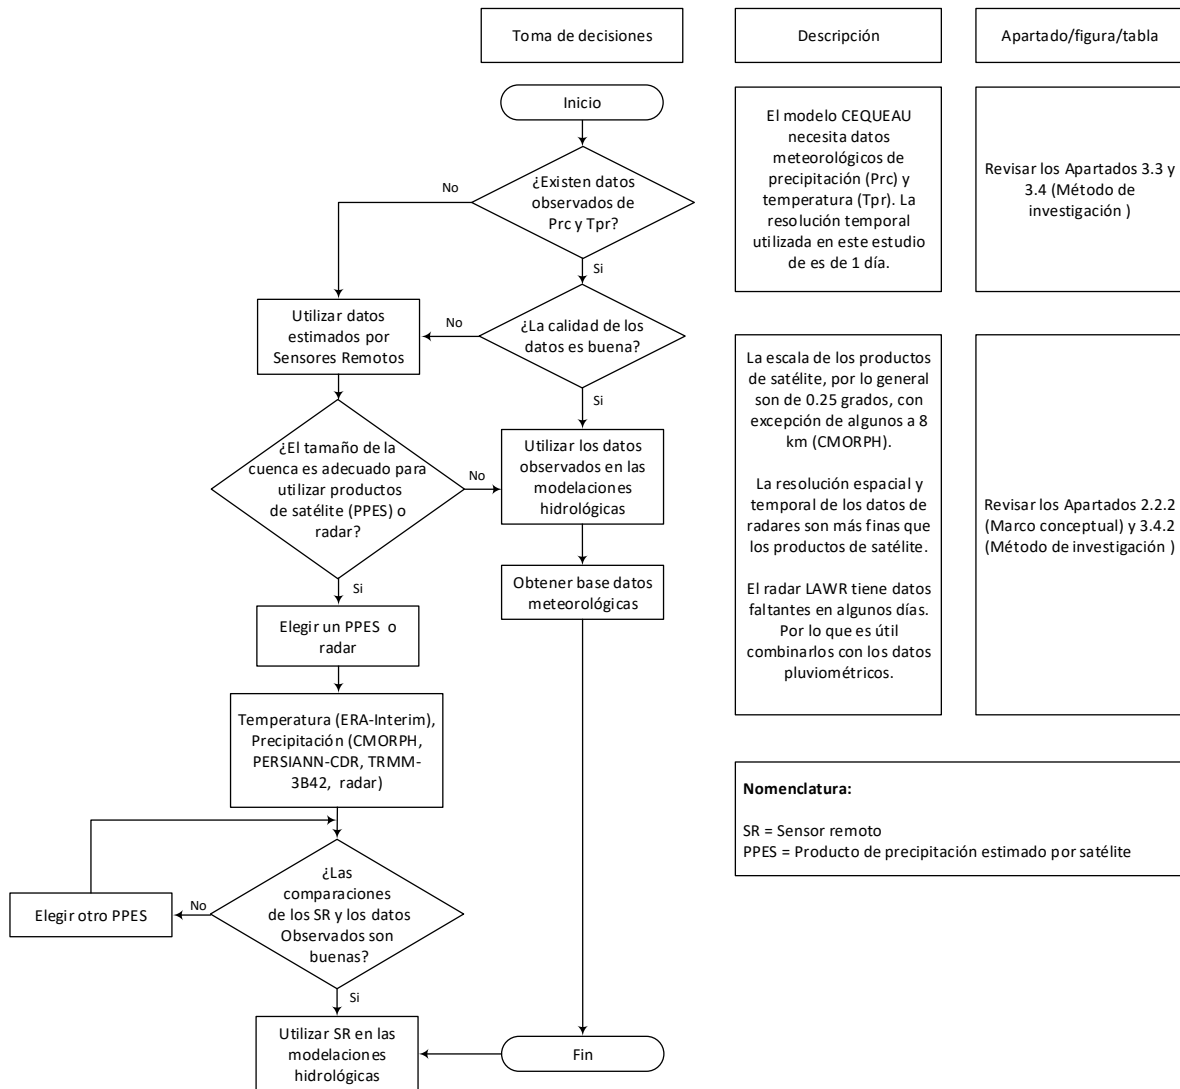 Toma de decisiones
Descripción
Apartado/figura/tabla
Inicio
¿Existen datos
observados de
Prc y Tpr?
No
Si
El modelo CEQUEAU
necesita datos
meteorológicos de
precipitación (Prc) y
temperatura (Tpr). La
resolución temporal
utilizada en este estudio
de es de 1 día.
Revisar los Apartados 3.3 y
3.4 (Método de
investigación )
Utilizar datos
estimados por
Sensores Remotos
No
¿La calidad de los
datos es buena?
Si
¿El tamaño de la
cuenca es adecuado para
utilizar productos
de satélite (PPES) o
radar?
No
Si
Utilizar los datos
observados en las
modelaciones
hidrológicas
La escala de los productos
de satélite, por lo general
son de 0.25 grados, con
excepción de algunos a 8
km (CMORPH).
La resolución espacial y
temporal de los datos de
radares son más finas que
los productos de satélite.
El radar LAWR tiene datos
faltantes en algunos días.
Por lo que es útil
combinarlos con los datos
pluviométricos.
Revisar los Apartados 2.2.2
(Marco conceptual) y 3.4.2
(Método de investigación )
Obtener base datos
meteorológicas
Elegir un PPES o
radar
Temperatura (ERA-Interim),
Precipitación (CMORPH,
PERSIANN-CDR, TRMM-
3B42, radar)
Nomenclatura:
SR = Sensor remoto
PPES = Producto de precipitación estimado por satélite
¿Las
comparaciones
de los SR y los datos
Observados son
buenas?
No
Elegir otro PPES
Si
Utilizar SR en las
modelaciones
hidrológicas
Fin